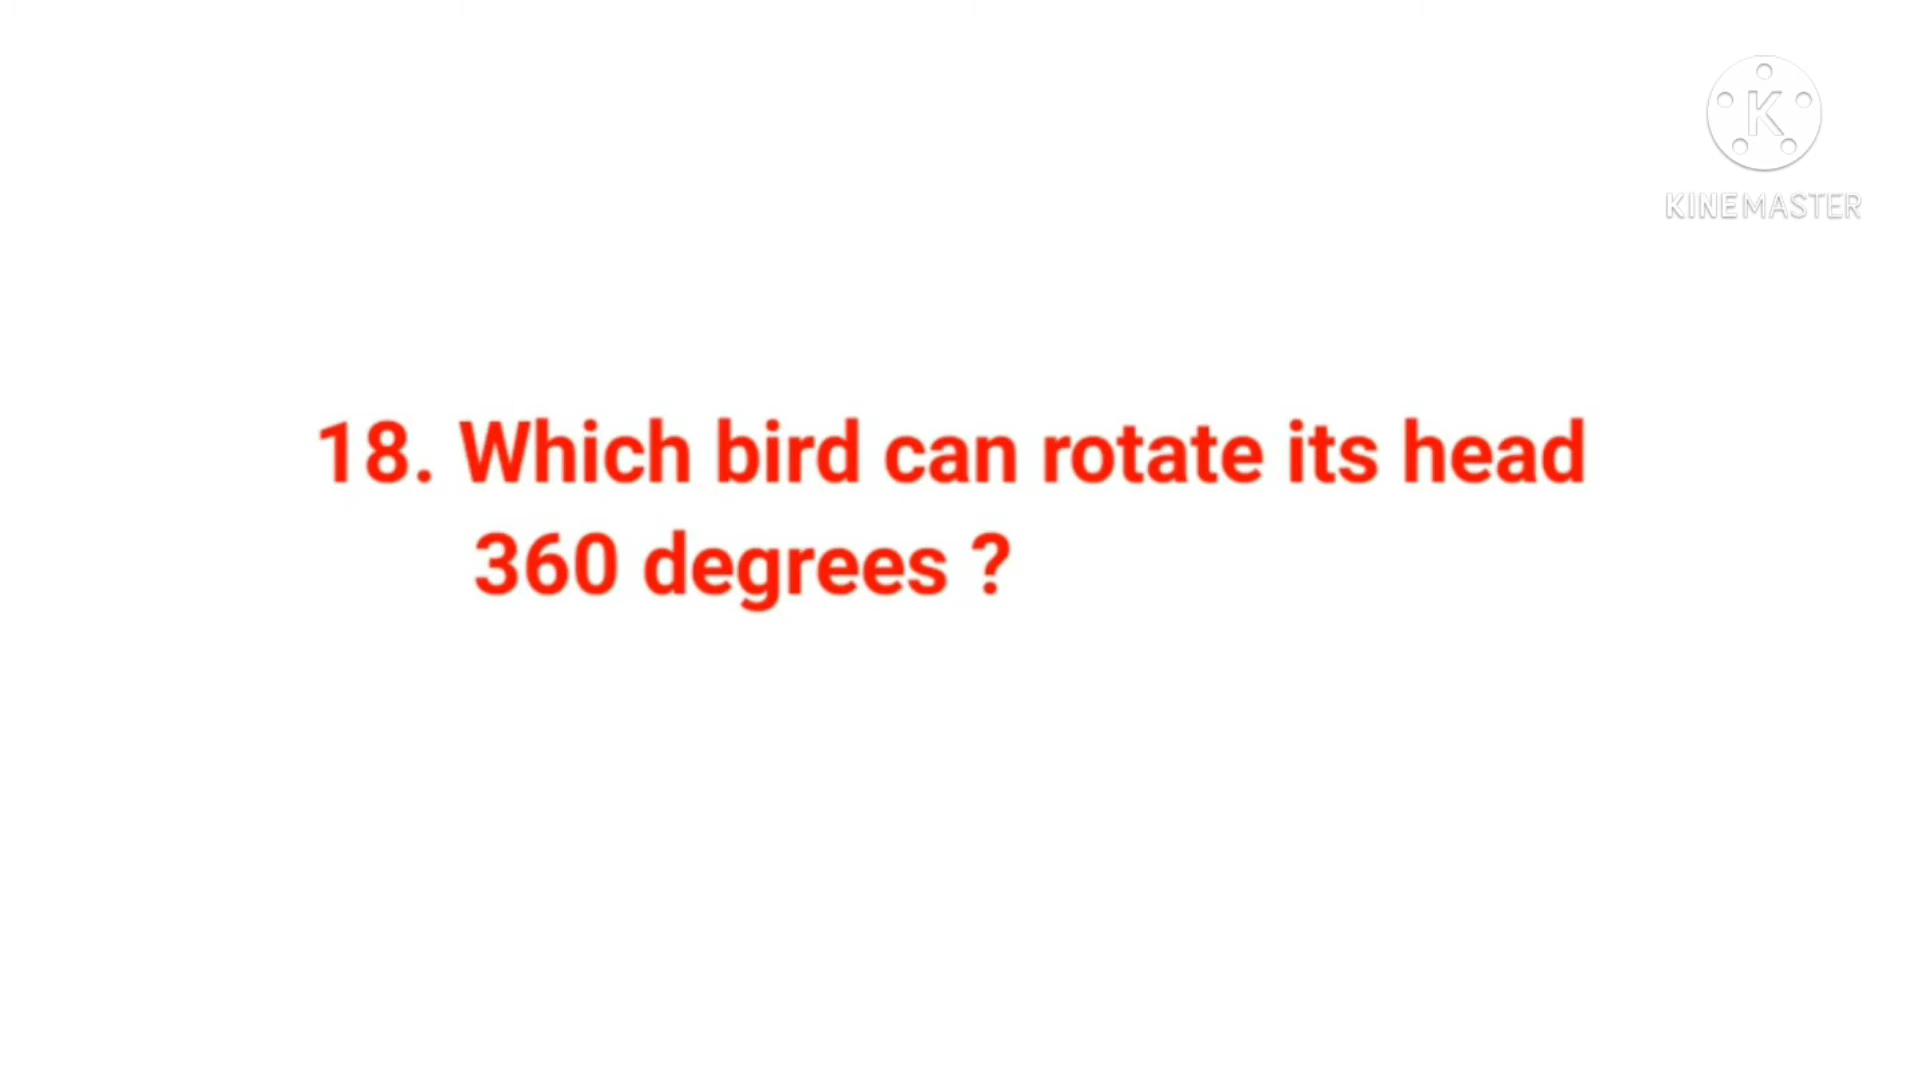 K
KINEMASTER
18. Which bird can rotate its head
360 degrees ?